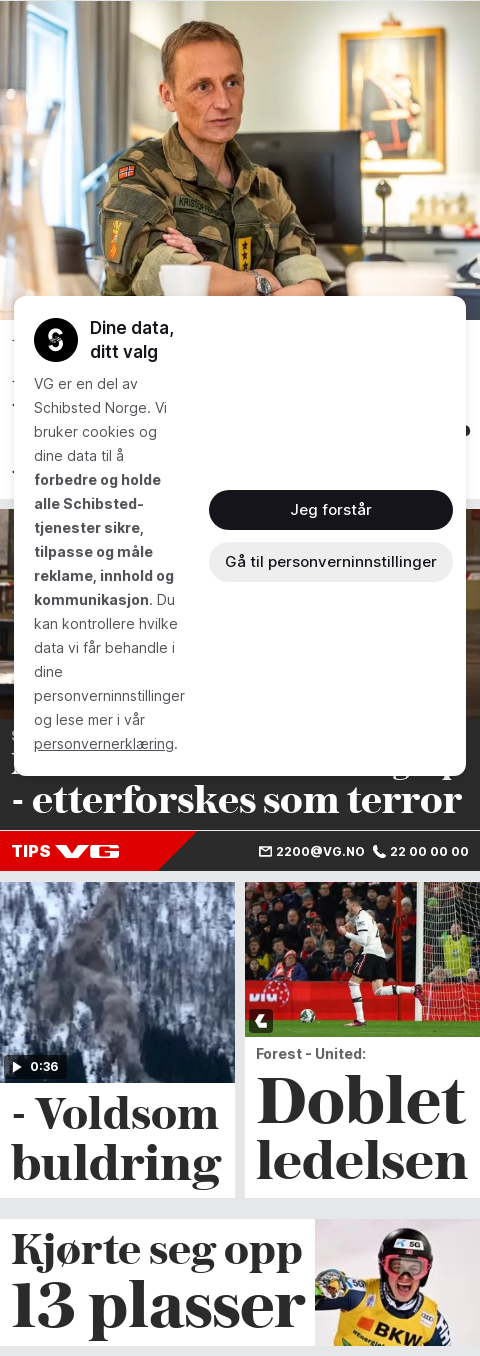 KRISTOFFERSEN
Dine data,
ditt valg
VG er en del av
Schibsted Norge. Vi
bruker cookies og
dine data til å
forbedre og holde
alle Schibsted-
tjenester sikre,
tilpasse og måle
reklame, innhold og
kommunikasjon. Du
kan kontrollere hvilke
data vi får behandle i
dine
personverninnstillinger
og lese mer i vår
personvernerklæring.
Jeg forstår
Gå til personverninnstillinger
- etterforskes som terror
TIPS VG
2200@VG.NO 22 00 00 00
0:36
- Voldsom
buldring
Forest - United:
Doblet
ledelsen
Kjørte seg opp
13 plasser
5G
BKW